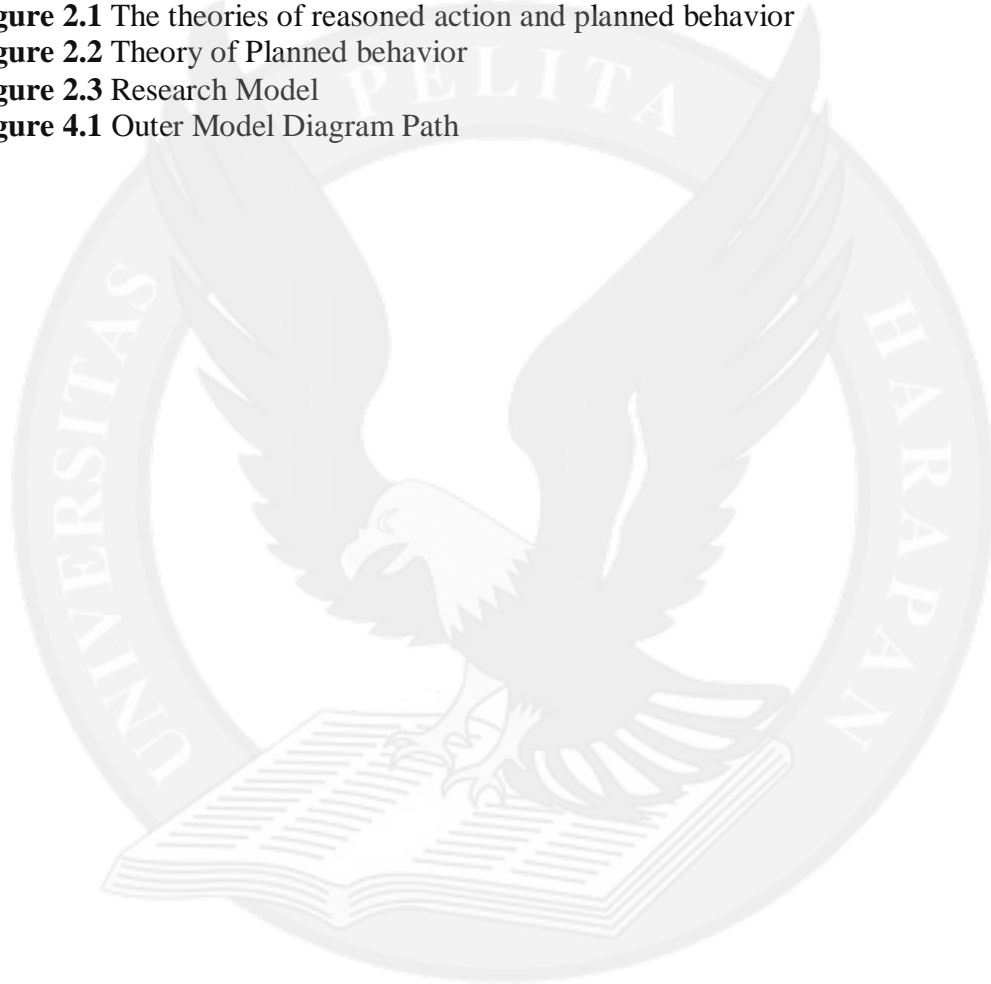 gure 2.1 The theories of reasoned action and planned behavior
gure 2.2 Theory of Planned behavior
gure 2.3 Research Model
gure 4.1 Outer Model Diagram Path
UNIVERSITAS PELITA HARAPAN